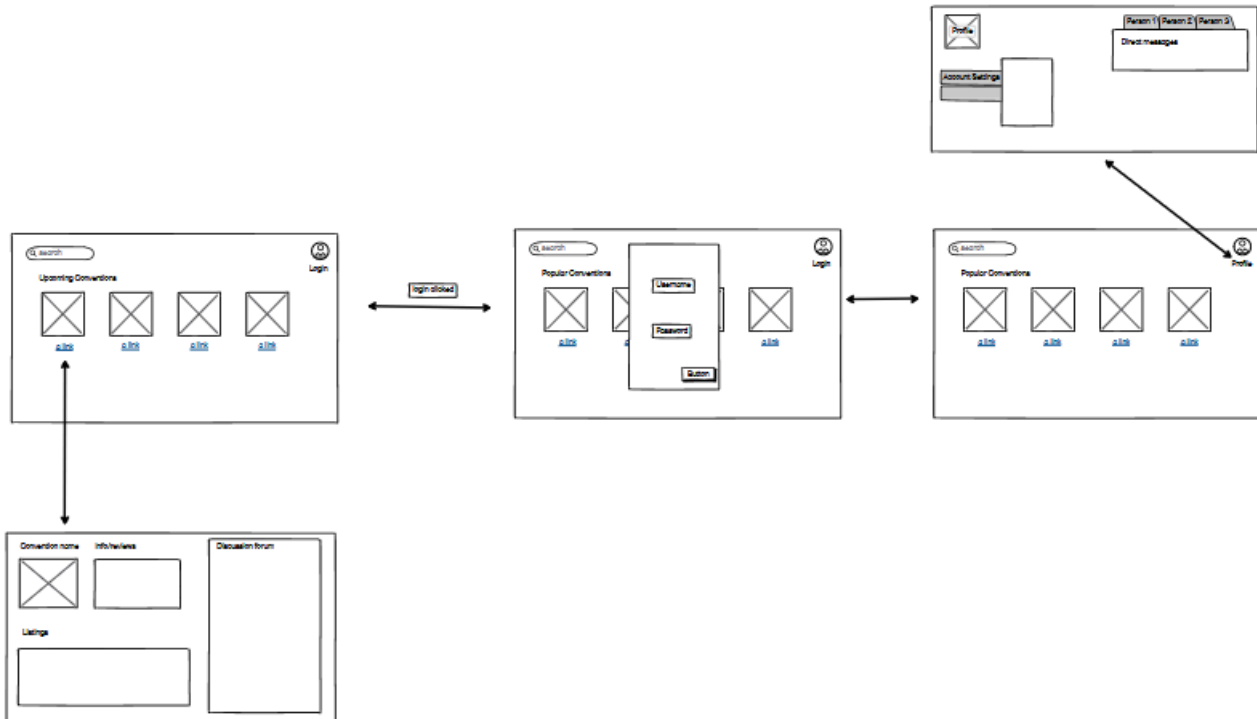 Profile
Person 1 Person 2 Person 3
Direct messages
Account Settings
search
Login
Upcoming Conventions
a link a link a link a link
login clicked
search
Login
Popular Conventions
Username
Password
Button
a link a link
search
Profile
Popular Conventions
a link a link a link a link
Convention name
Info/reviews
Discussion forum
Listings